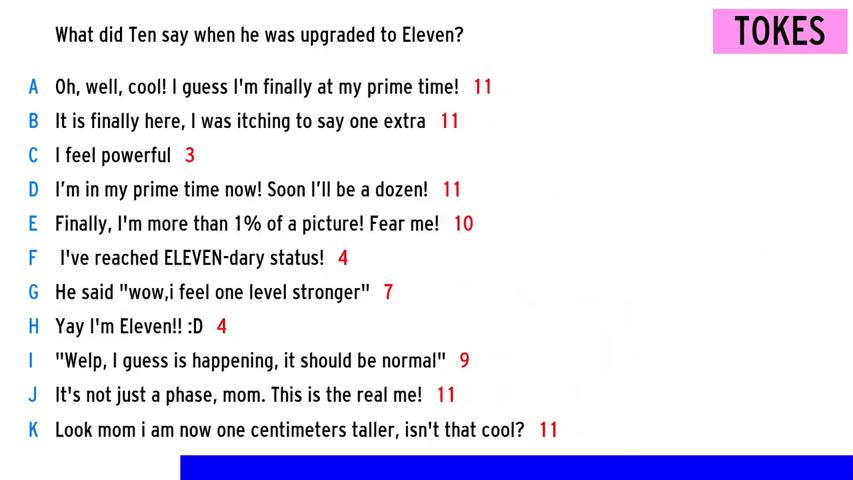 What did Ten say when he was upgraded to Eleven?
TOKES
A Oh, well, cool! I guess I'm finally at my prime time! 11
B It is finally here, I was itching to say one extra 11
C I feel powerful 3
D I'm in my prime time now! Soon I'll be a dozen! 11
E Finally, I'm more than 1% of a picture! Fear me! 10
F I've reached ELEVEN-dary status! 4
G He said "wow,i feel one level stronger" 7
H Yay I'm Eleven!! :D 4
I "Welp, I guess is happening, it should be normal" 9
J It's not just a phase, mom. This is the real me! 11
K Look mom i am now one centimeters taller, isn't that cool? 11